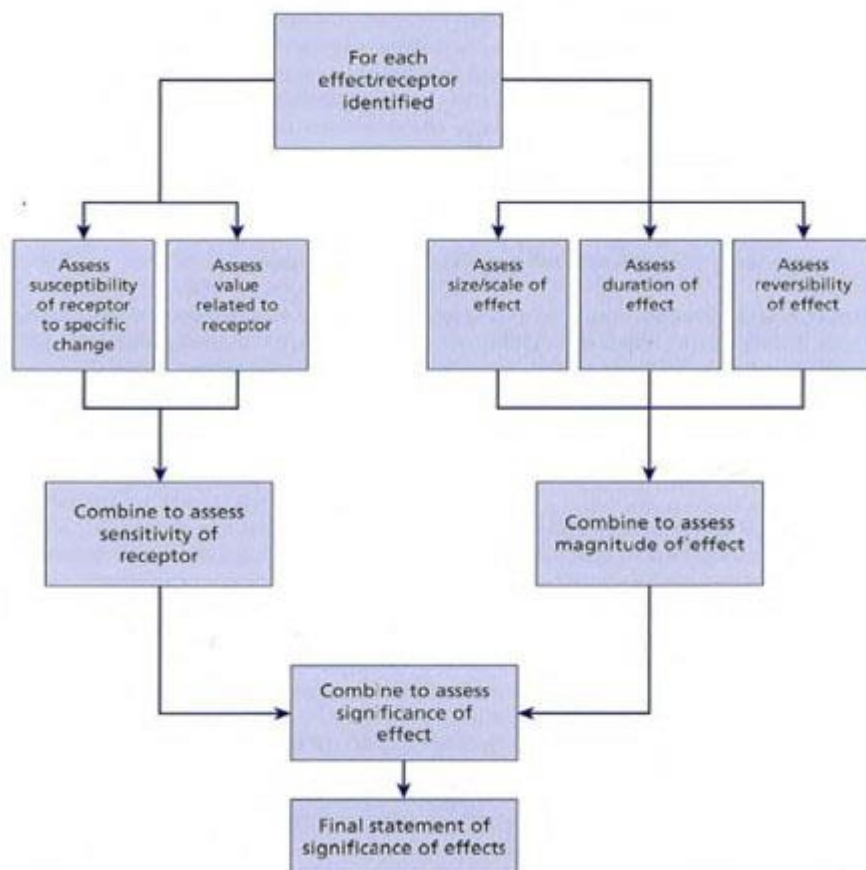 For each
effect/receptor
identified
Assess
susceptibility
of receptor
to specific
change
Assess
value
related to
receptor
Assess
size/scale of
effect
Assess
duration of
effect
Assess
reversibility
of effect
Combine to assess
sensitivity of
receptor
Combine to assess
magnitude of effect
Combine to assess
significance of
effect
Final statement of
significance of effects